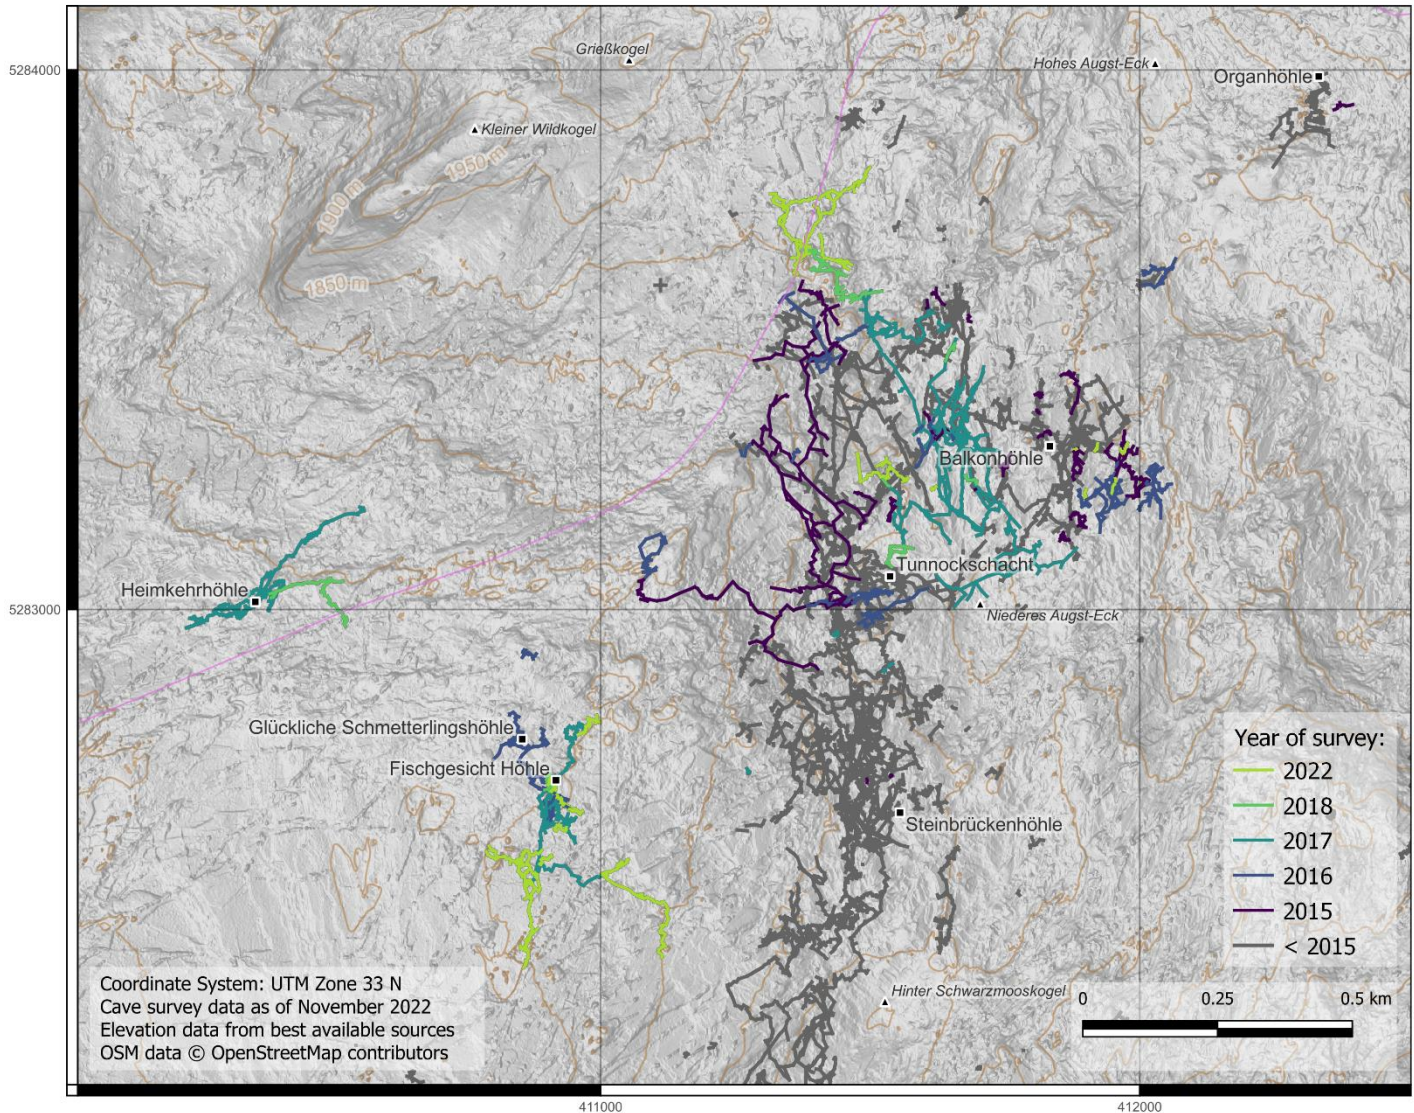 Grießkogel
5284000
Hohes Augst-Eck
Organhöhle
Kleiner Wildkogel
1950 m
1900 m
1850 m
Balkonhöhle
Tunnockschacht
Heimkehrhöhle
5283000
Niederes Augst-Eck
Glückliche Schmetterlingshöhle
Fischgesicht Höhle
Steinbrückenhöhle
Year of survey:
2022
2018
2017
2016
2015
< 2015
Hinter Schwarzmooskogel
0 0.25 0.5 km
Coordinate System: UTM Zone 33 N
Cave survey data as of November 2022
Elevation data from best available sources
OSM data © OpenStreetMap contributors
411000
412000